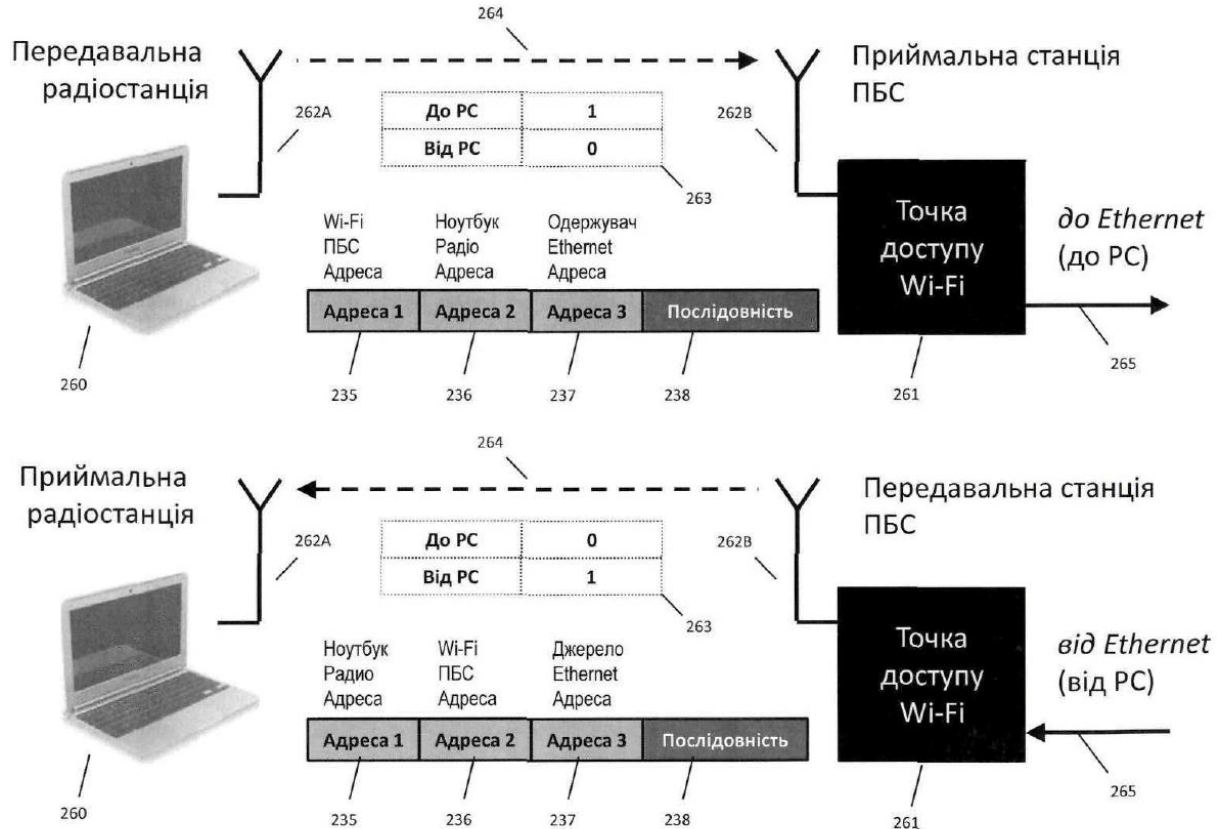 264
Передавальна
радіостанція
Приймальна станція
ПБС
262A
До РС 1
Від РС 0
262B
263
Wi-Fi
ПБС
Адреса
Ноутбук
Радіо
Адреса
Одержувач
Ethernet
Адреса
Точка
доступу
Wi-Fi
до Ethernet
(до РС)
Адреса 1 Адреса 2 Адреса 3 Послідовність
260
235
236
237
238
261
265
264
Приймальна
радіостанція
Передавальна станція
ПБС
262A
До РС 0
Від РС 1
262B
263
Ноутбук
Радио
Адреса
Wi-Fi
ПБС
Адреса
Джерело
Ethernet
Адреса
Точка
доступу
Wi-Fi
від Ethernet
(від РС)
Адреса 1 Адреса 2 Адреса 3 Послідовність
260
235
236
237
238
261
265